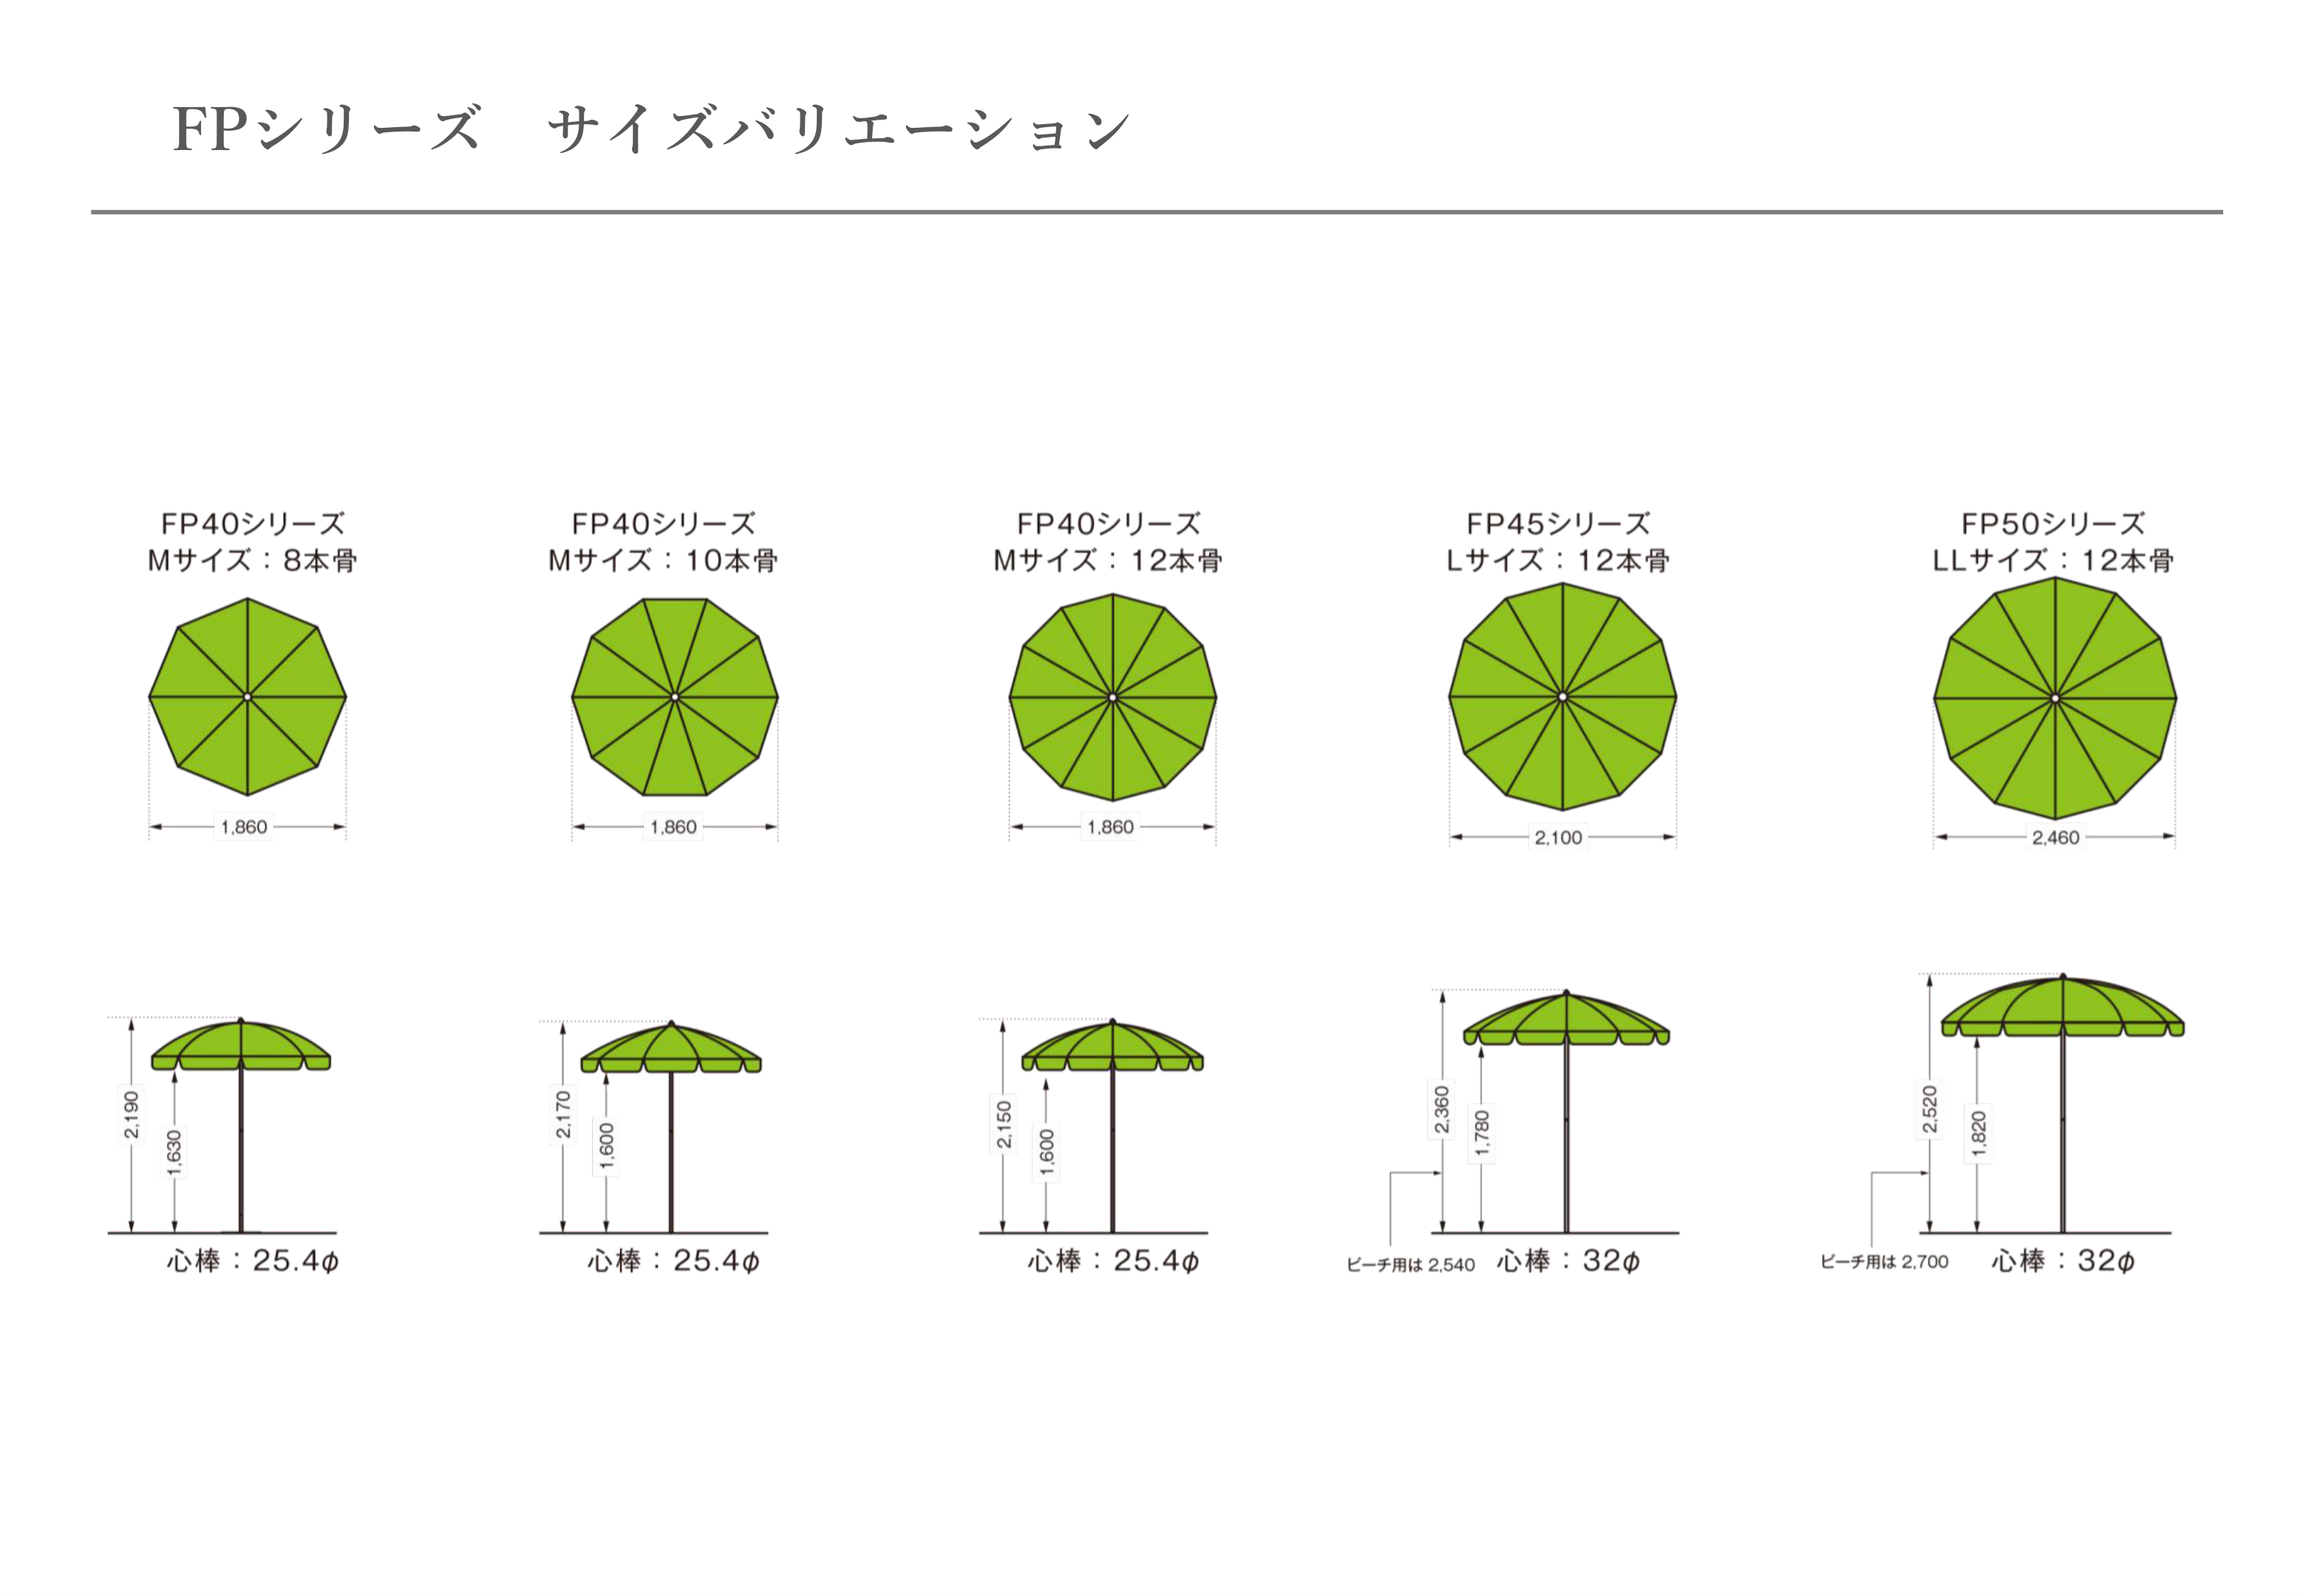 FPシリーズ　サイズバリエーション
FP40シリーズ
Mサイズ：8本骨
1,860
FP40シリーズ
Mサイズ：10本骨
1,860
FP40シリーズ
Mサイズ：12本骨
1,860
FP45シリーズ
Lサイズ：12本骨
2,100
FP50シリーズ
LLサイズ：12本骨
2,460
2,190
1,630
心棒：25.4φ
2,170
1,600
心棒：25.4φ
2,150
1,600
心棒：25.4φ
2,360
1,780
ビーチ用は 2,540
心棒：32φ
2,520
1,820
ビーチ用は 2,700
心棒：32φ